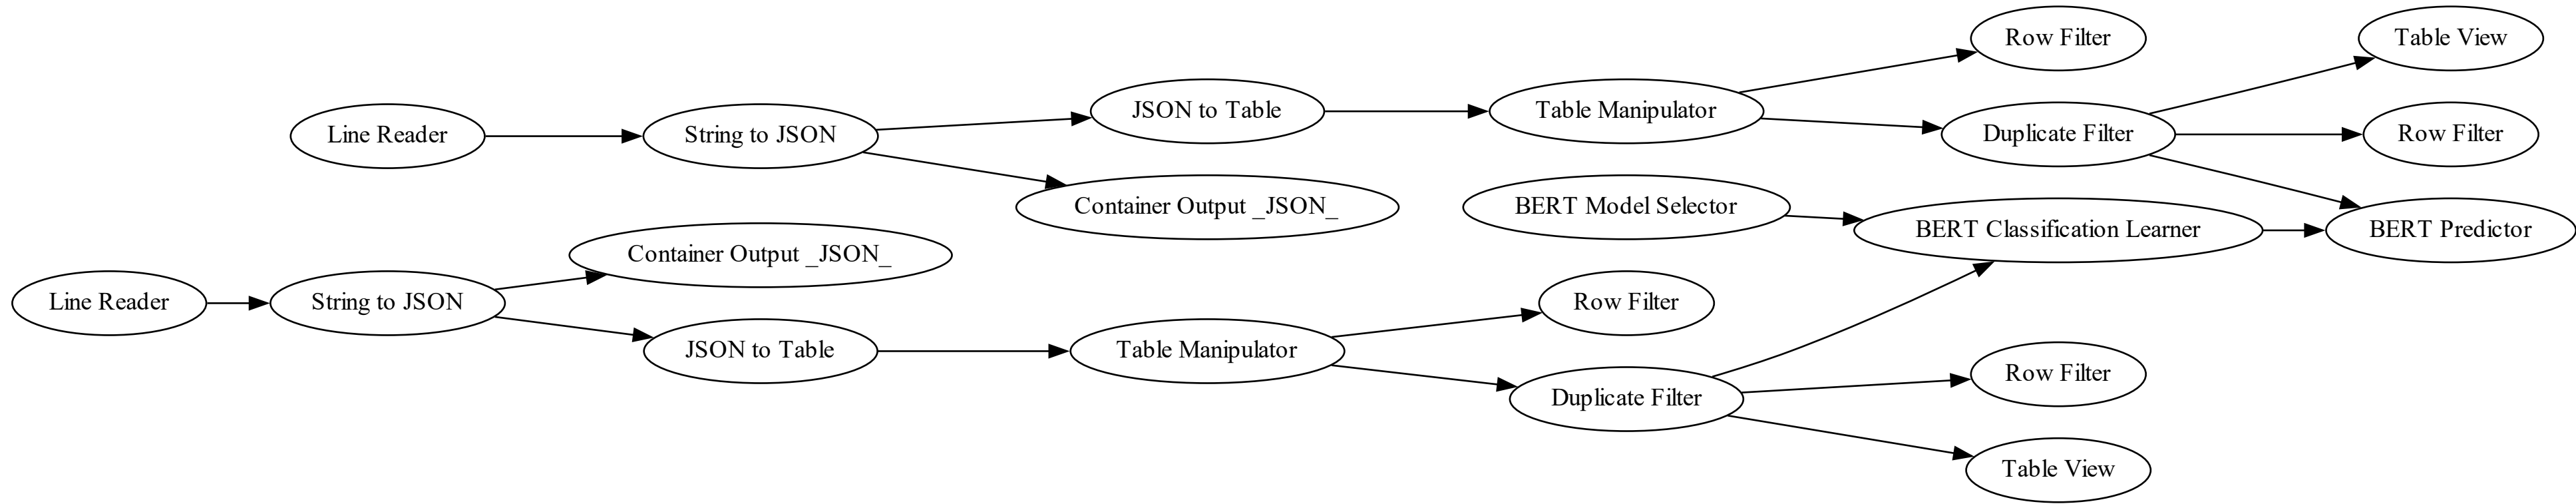 Row Filter
Table View
Line Reader
String to JSON
JSON to Table
Table Manipulator
Duplicate Filter
Row Filter
Container Output _JSON_
BERT Model Selector
BERT Classification Learner
BERT Predictor
Container Output _JSON_
Line Reader
String to JSON
JSON to Table
Table Manipulator
Row Filter
Duplicate Filter
Row Filter
Table View